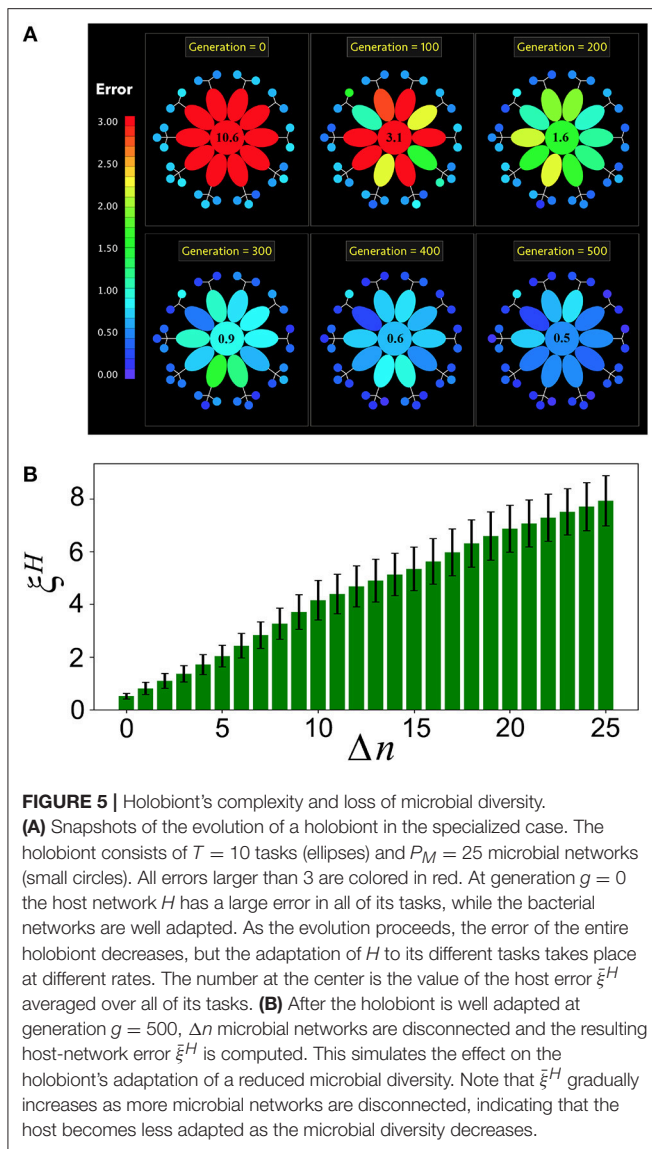 A
Generation = 0
Generation = 100
Generation = 200
Error
3.00
2.50
2.00
1.50
1.00
0.50
0.00
10.6
3.1
1.6
Generation = 300
Generation = 400
Generation = 500
0.9
0.6
0.5
B
ξ^H
8
6
4
2
0
0 5 10 15 20 25
Δn
FIGURE 5 | Holobiont's complexity and loss of microbial diversity.
(A) Snapshots of the evolution of a holobiont in the specialized case. The
holobiont consists of T = 10 tasks (ellipses) and P_M = 25 microbial networks
(small circles). All errors larger than 3 are colored in red. At generation g = 0
the host network H has a large error in all of its tasks, while the bacterial
networks are well adapted. As the evolution proceeds, the error of the entire
holobiont decreases, but the adaptation of H to its different tasks takes place
at different rates. The number at the center is the value of the host error ξ̄^H
averaged over all of its tasks. (B) After the holobiont is well adapted at
generation g = 500, Δn microbial networks are disconnected and the resulting
host-network error ξ̄^H is computed. This simulates the effect on the
holobiont's adaptation of a reduced microbial diversity. Note that ξ̄^H gradually
increases as more microbial networks are disconnected, indicating that the
host becomes less adapted as the microbial diversity decreases.